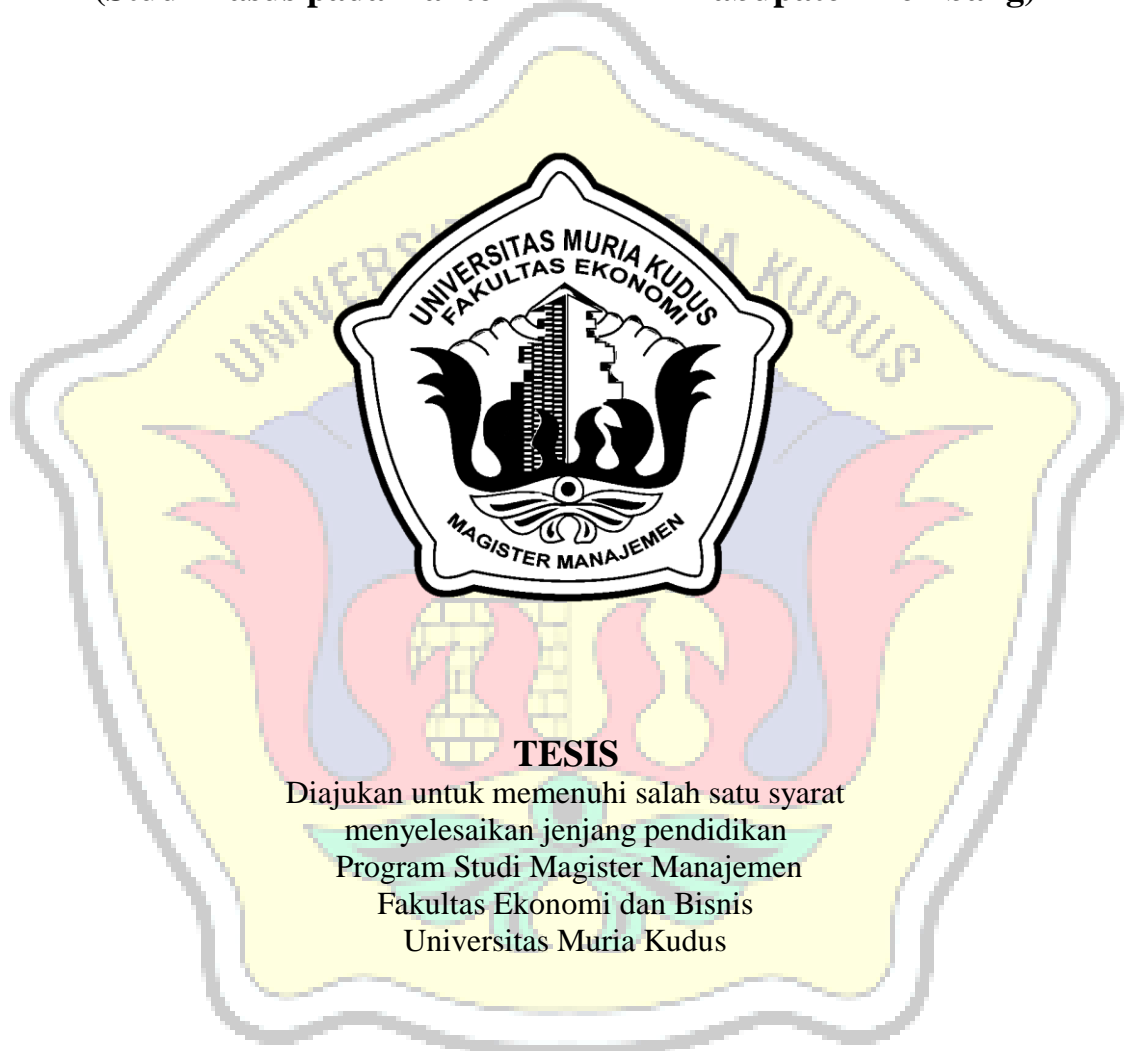 UNIVERSITAS MURIA KUDUS
FAKULTAS EKONOMI
MAGISTER MANAJEMEN
TESIS
Diajukan untuk memenuhi salah satu syarat
menyelesaikan jenjang pendidikan
Program Studi Magister Manajemen
Fakultas Ekonomi dan Bisnis
Universitas Muria Kudus